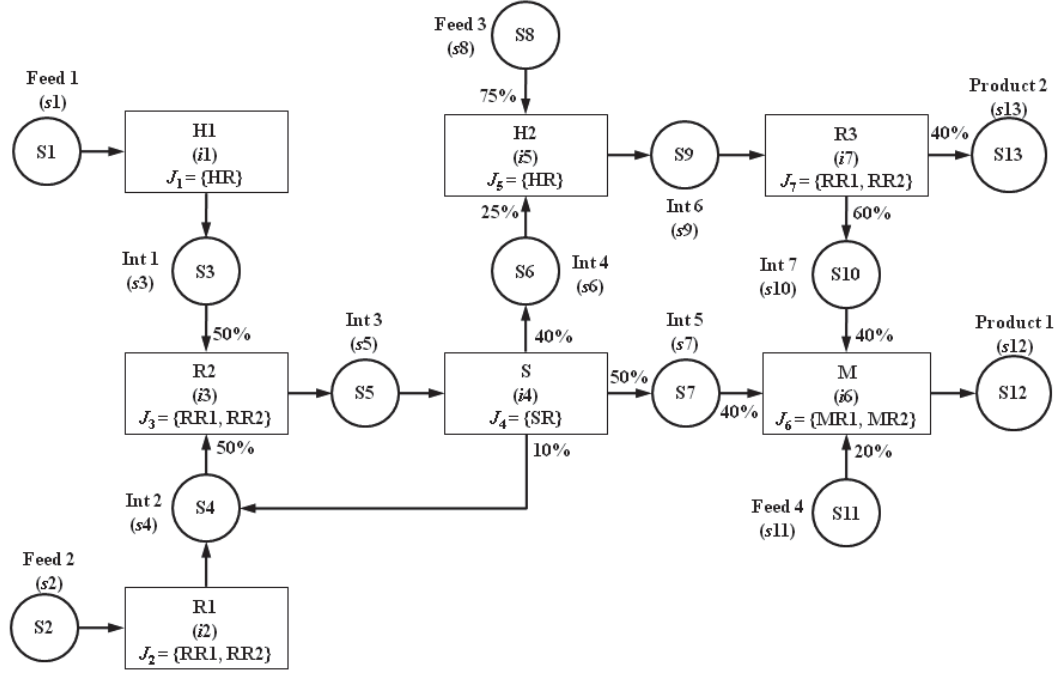 Feed 1
(s1)
S1
H1
(i1)
J1 = {HR}
Int 1
(s3)
S3
50%
R2
(i3)
J3 = {RR1, RR2}
50%
Int 2
(s4)
S4
Feed 2
(s2)
S2
R1
(i2)
J2 = {RR1, RR2}
Int 3
(s5)
S5
Feed 3
(s8)
S8
75%
H2
(i5)
J5 = {HR}
25%
S6
Int 4
(s6)
40%
S
(i4)
J4 = {SR}
50%
10%
S9
Int 6
(s9)
Int 5
(s7)
S7
40%
R3
(i7)
J7 = {RR1, RR2}
40%
Product 2
(s13)
S13
60%
Int 7
(s10)
S10
40%
M
(i6)
J6 = {MR1, MR2}
Product 1
(s12)
S12
20%
Feed 4
(s11)
S11